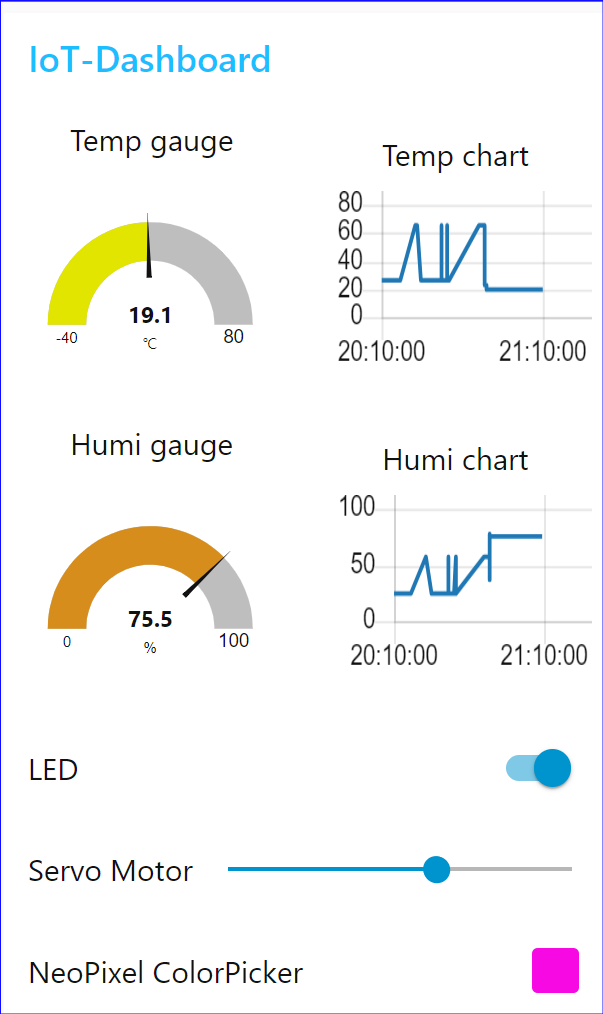 IoT-Dashboard
Temp gauge
19.1
-40
°C
80
Temp chart
80
60
40
20
0
20:10:00 21:10:00
Humi gauge
75.5
0
%
100
Humi chart
100
50
0
20:10:00 21:10:00
LED
Servo Motor
NeoPixel ColorPicker